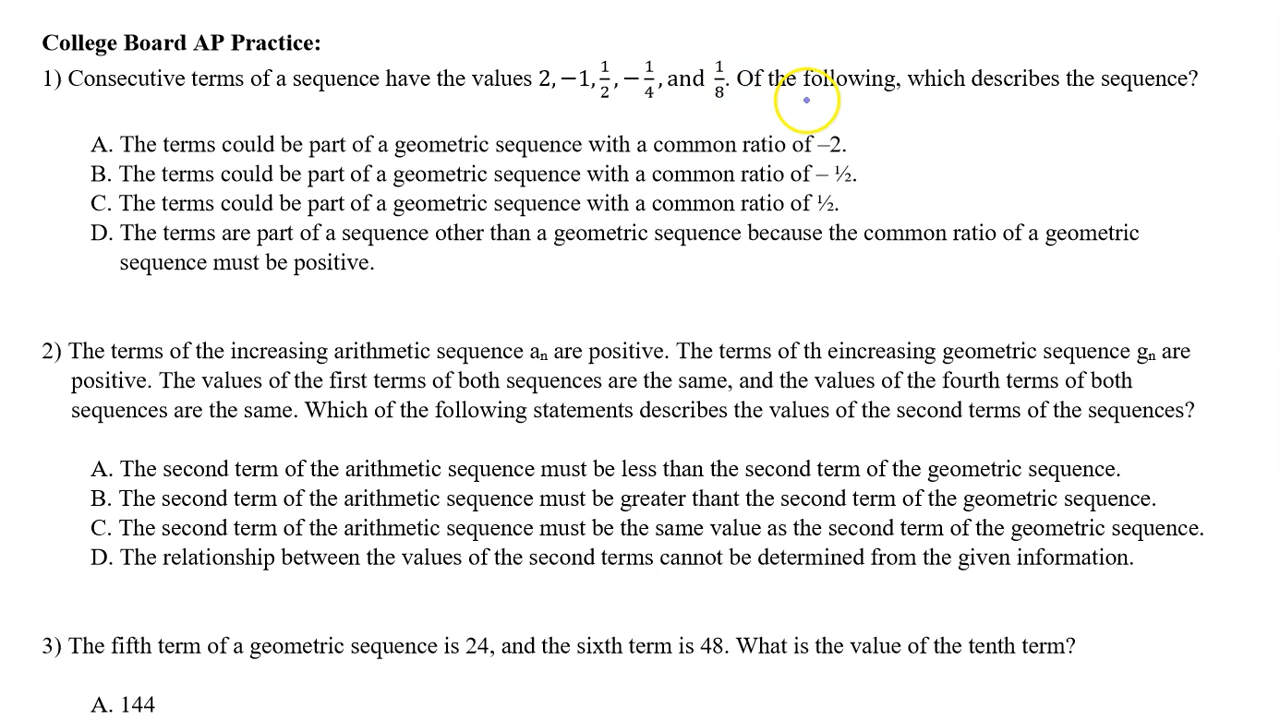 College Board AP Practice:
1) Consecutive terms of a sequence have the values 2, −1, 1/2, −1/4, and 1/8. Of the following, which describes the sequence?
A. The terms could be part of a geometric sequence with a common ratio of –2.
B. The terms could be part of a geometric sequence with a common ratio of – ½.
C. The terms could be part of a geometric sequence with a common ratio of ½.
D. The terms are part of a sequence other than a geometric sequence because the common ratio of a geometric
sequence must be positive.
2) The terms of the increasing arithmetic sequence aₙ are positive. The terms of th eincreasing geometric sequence gₙ are
positive. The values of the first terms of both sequences are the same, and the values of the fourth terms of both
sequences are the same. Which of the following statements describes the values of the second terms of the sequences?
A. The second term of the arithmetic sequence must be less than the second term of the geometric sequence.
B. The second term of the arithmetic sequence must be greater thant the second term of the geometric sequence.
C. The second term of the arithmetic sequence must be the same value as the second term of the geometric sequence.
D. The relationship between the values of the second terms cannot be determined from the given information.
3) The fifth term of a geometric sequence is 24, and the sixth term is 48. What is the value of the tenth term?
A. 144